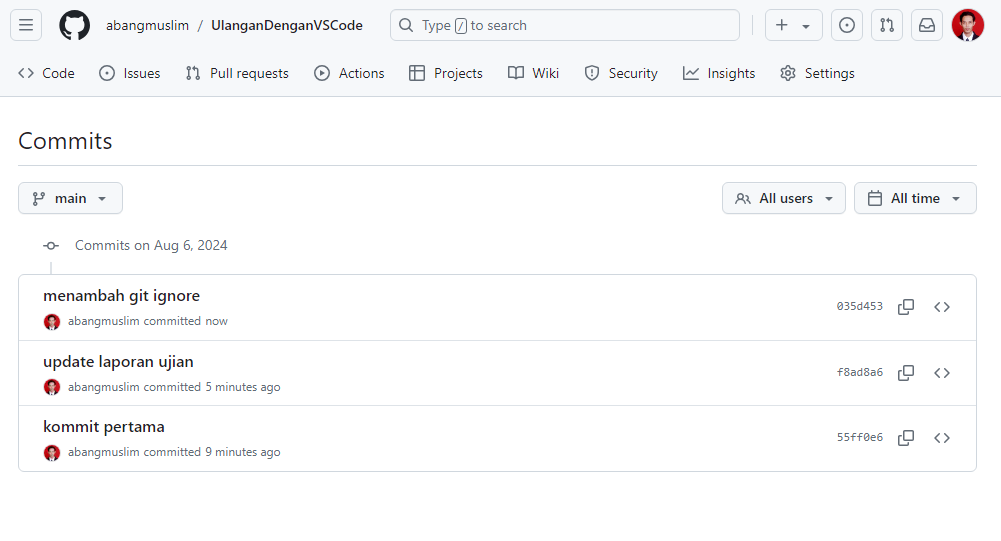 abangmuslim / UlanganDenganVSCode Type / to search
Code Issues Pull requests Actions Projects Wiki Security Insights Settings
Commits
main All users All time
Commits on Aug 6, 2024
menambah git ignore
abangmuslim committed now 035d453
update laporan ujian
abangmuslim committed 5 minutes ago f8ad8a6
kommit pertama
abangmuslim committed 9 minutes ago 55ff0e6